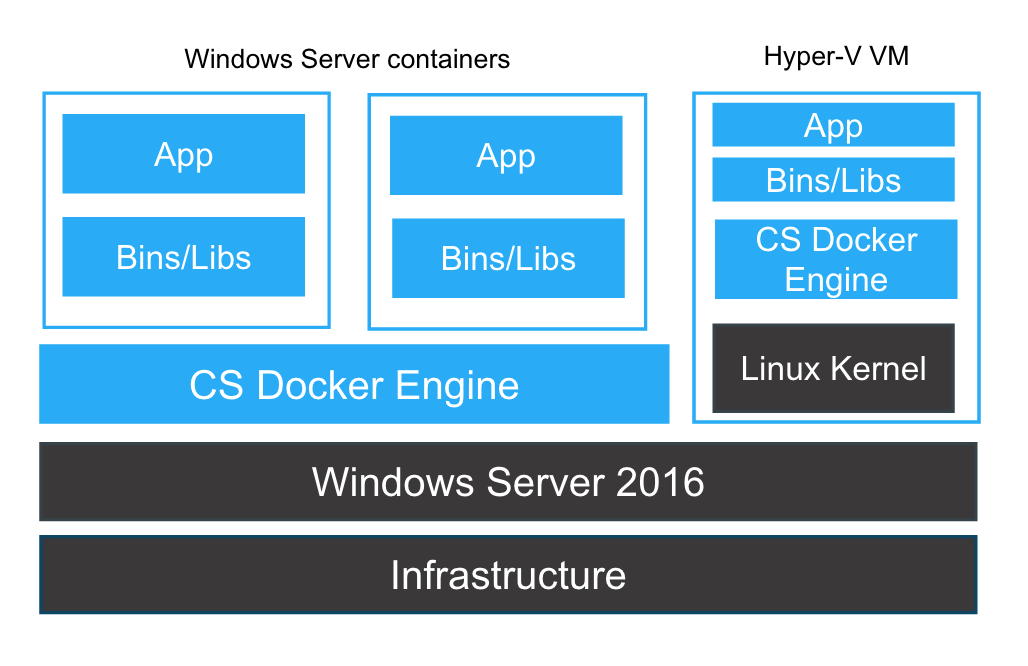 Windows Server containers
Hyper-V VM
App
Bins/Libs
App
Bins/Libs
App
Bins/Libs
CS Docker
Engine
Linux Kernel
CS Docker Engine
Windows Server 2016
Infrastructure